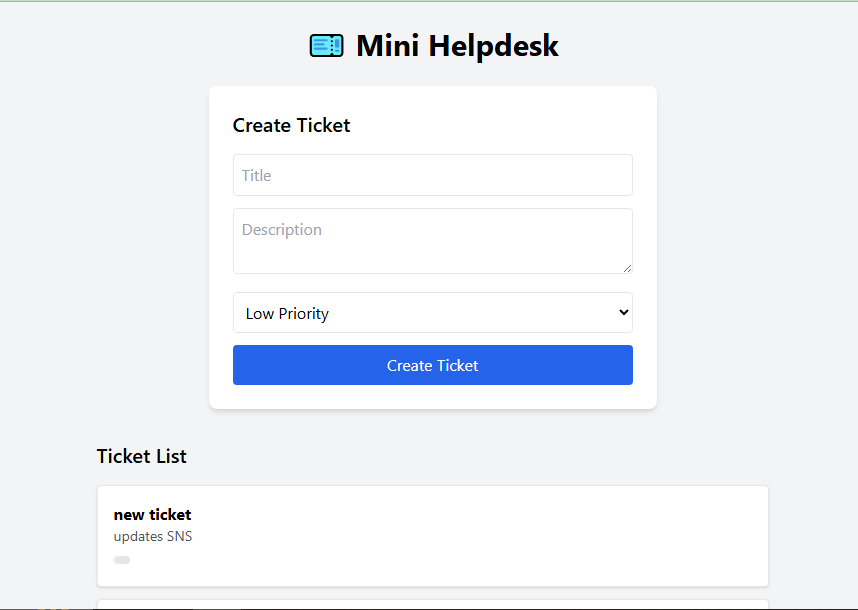 Mini Helpdesk
Create Ticket
Title
Description
Low Priority
Create Ticket
Ticket List
new ticket
updates SNS